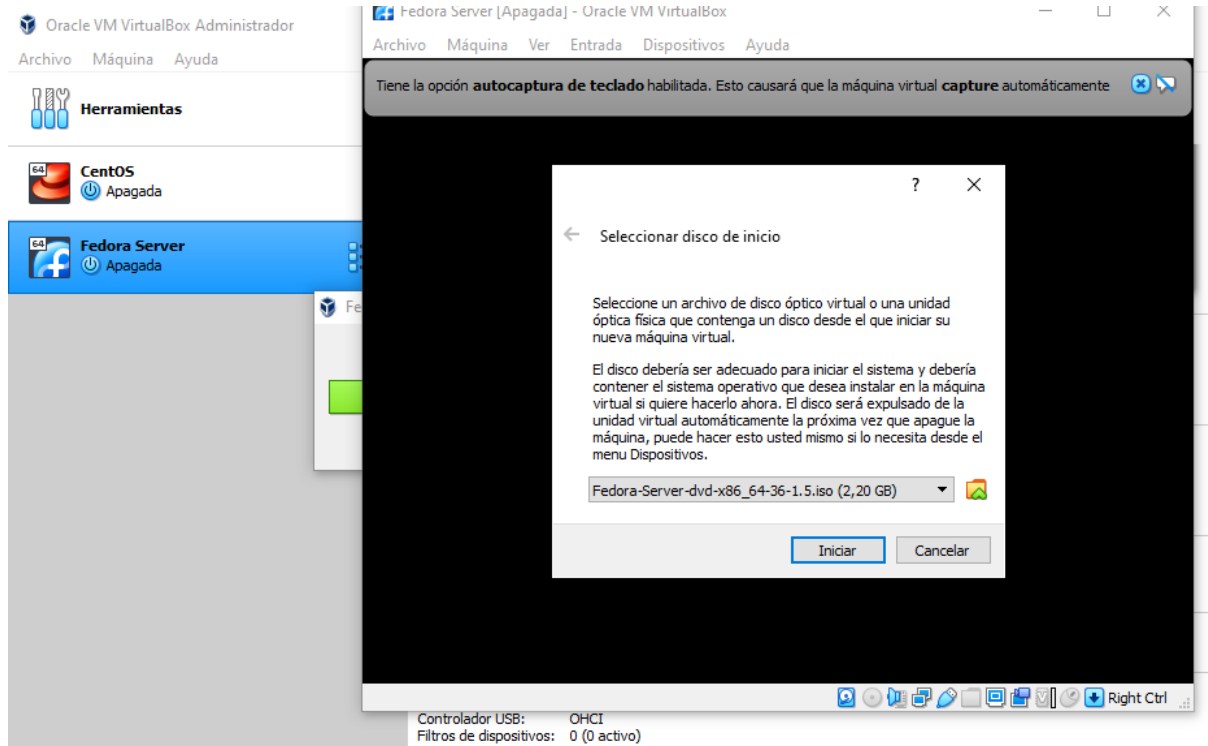 Oracle VM VirtualBox Administrador
Archivo Máquina Ayuda
Herramientas
64
CentOS
Apagada
64
Fedora Server
Apagada
Fe
Fedora Server [Apagada] - Oracle VM VirtualBox
Archivo Máquina Ver Entrada Dispositivos Ayuda
Tiene la opción autocaptura de teclado habilitada. Esto causará que la máquina virtual capture automáticamente
?
Seleccionar disco de inicio
Seleccione un archivo de disco óptico virtual o una unidad
óptica física que contenga un disco desde el que iniciar su
nueva máquina virtual.
El disco debería ser adecuado para iniciar el sistema y debería
contener el sistema operativo que desea instalar en la máquina
virtual si quiere hacerlo ahora. El disco será expulsado de la
unidad virtual automáticamente la próxima vez que apague la
máquina, puede hacer esto usted mismo si lo necesita desde el
menu Dispositivos.
Fedora-Server-dvd-x86_64-36-1.5.iso (2,20 GB)
Iniciar Cancelar
Right Ctrl
Controlador USB: OHCI
Filtros de dispositivos: 0 (0 activo)